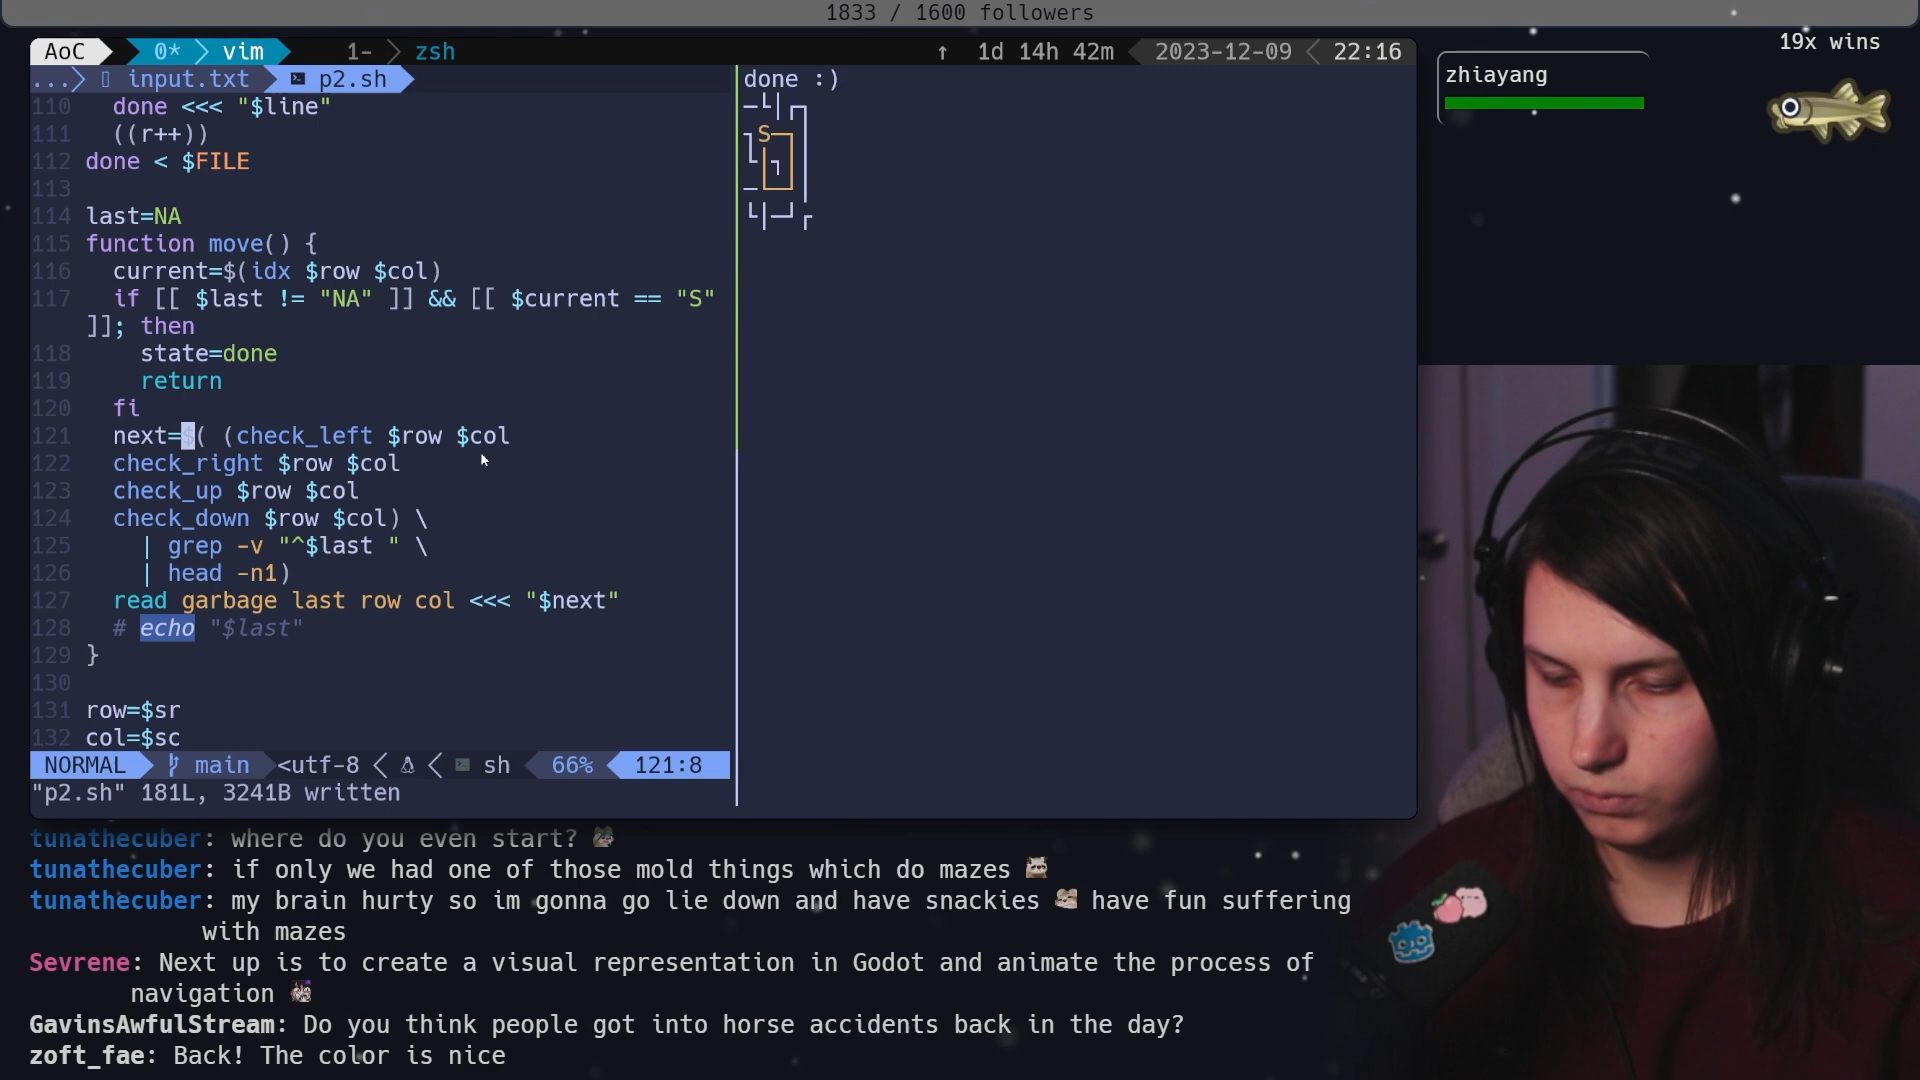 1833 / 1600 followers
AoC 0* vim 1- zsh ↑ 1d 14h 42m 2023-12-09 22:16
19x wins
zhiayang
... input.txt p2.sh
110 done <<< "$line"
111 ((r++))
112 done < $FILE
113
114 last=NA
115 function move() {
116 current=$(idx $row $col)
117 if [[ $last != "NA" ]] && [[ $current == "S"
]]; then
118 state=done
119 return
120 fi
121 next=$( (check_left $row $col
122 check_right $row $col
123 check_up $row $col
124 check_down $row $col) \
125 | grep -v "^$last " \
126 | head -n1)
127 read garbage last row col <<< "$next"
128 # echo "$last"
129 }
130
131 row=$sr
132 col=$sc
NORMAL main <utf-8 sh 66% 121:8
"p2.sh" 181L, 3241B written
done :)
S
tunathecuber: where do you even start?
tunathecuber: if only we had one of those mold things which do mazes
tunathecuber: my brain hurty so im gonna go lie down and have snackies have fun suffering
with mazes
Sevrene: Next up is to create a visual representation in Godot and animate the process of
navigation
GavinsAwfulStream: Do you think people got into horse accidents back in the day?
zoft_fae: Back! The color is nice